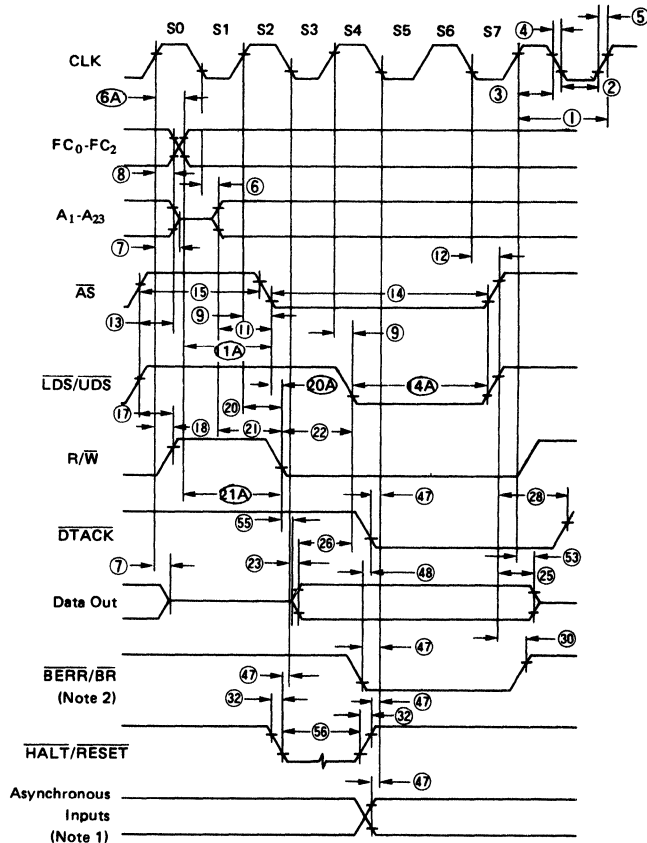 S0 S1 S2 S3 S4 S5 S6 S7
④ ⑤
CLK
③ ②
6A ①
FC0-FC2
⑧ ⑥
A1-A23
⑦ ⑫
AS
⑮ ⑭
⑬ ⑨ ⑪ ⑨
11A
LDS/UDS
20A 14A
⑰ ⑳
⑱ ㉑ ㉒
R/W
21A ㊼ ㉘
DTACK
55
㉖ 53
⑦ ㉓ ㊽ ㉕
Data Out
㊼ ㉚
BERR/BR
(Note 2)
㊼ ㊼
㉜ 56 ㉜
HALT/RESET
㊼
Asynchronous
Inputs
(Note 1)